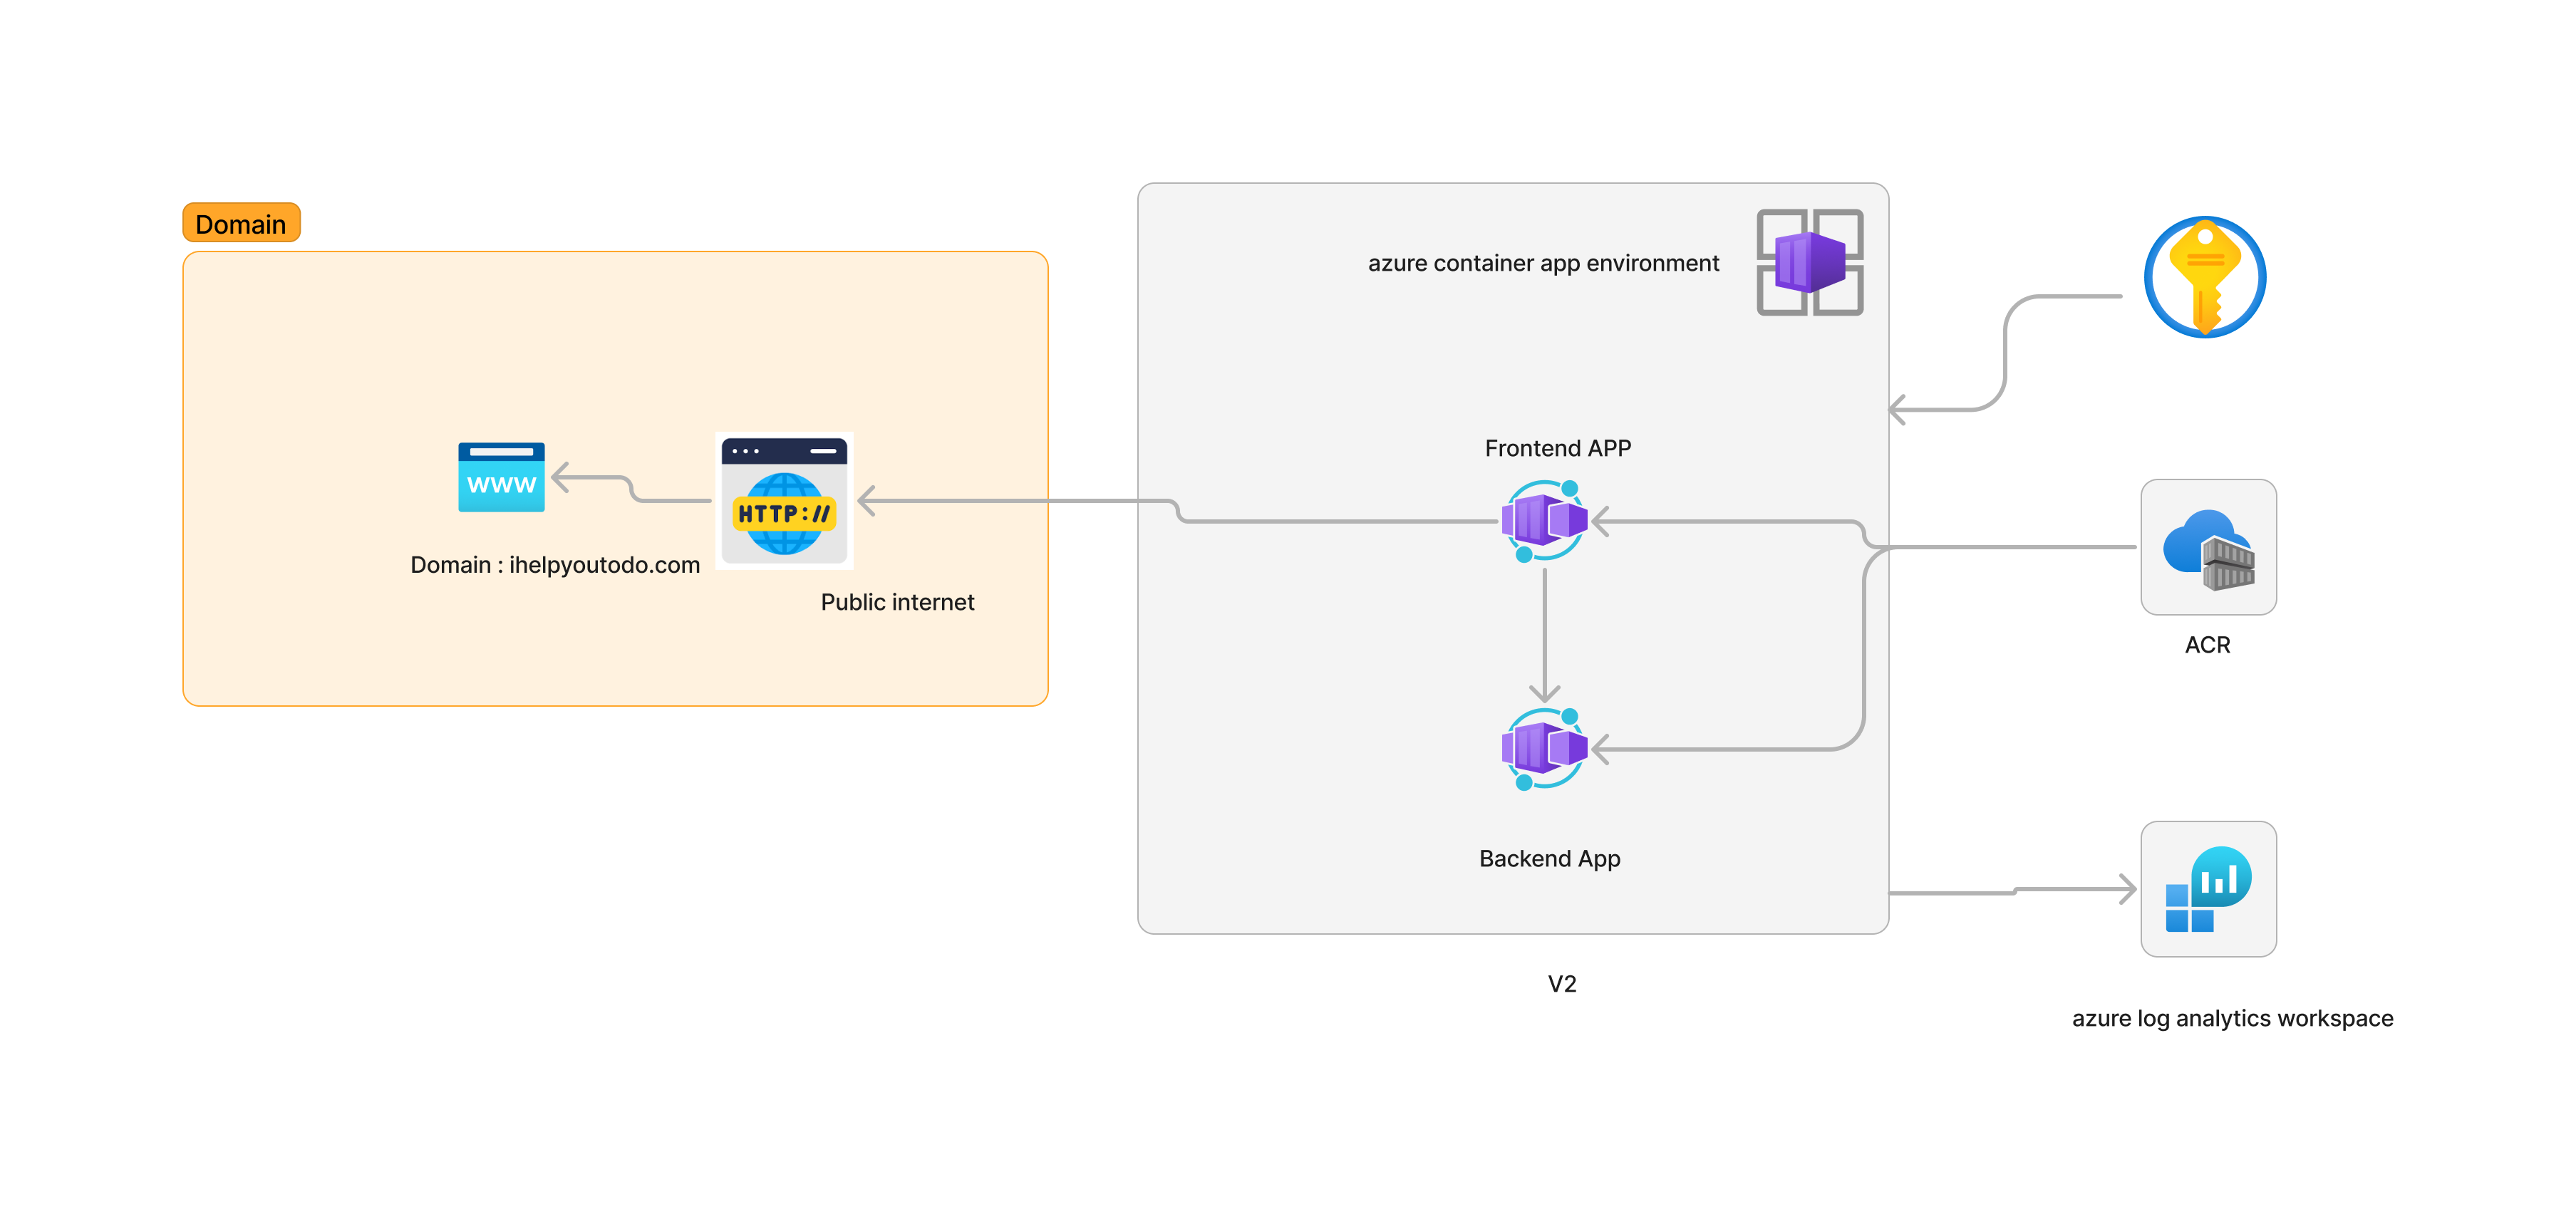 Domain
azure container app environment
Frontend APP
www
HTTP://
Domain : ihelpyoutodo.com
Public internet
ACR
Backend App
V2
azure log analytics workspace